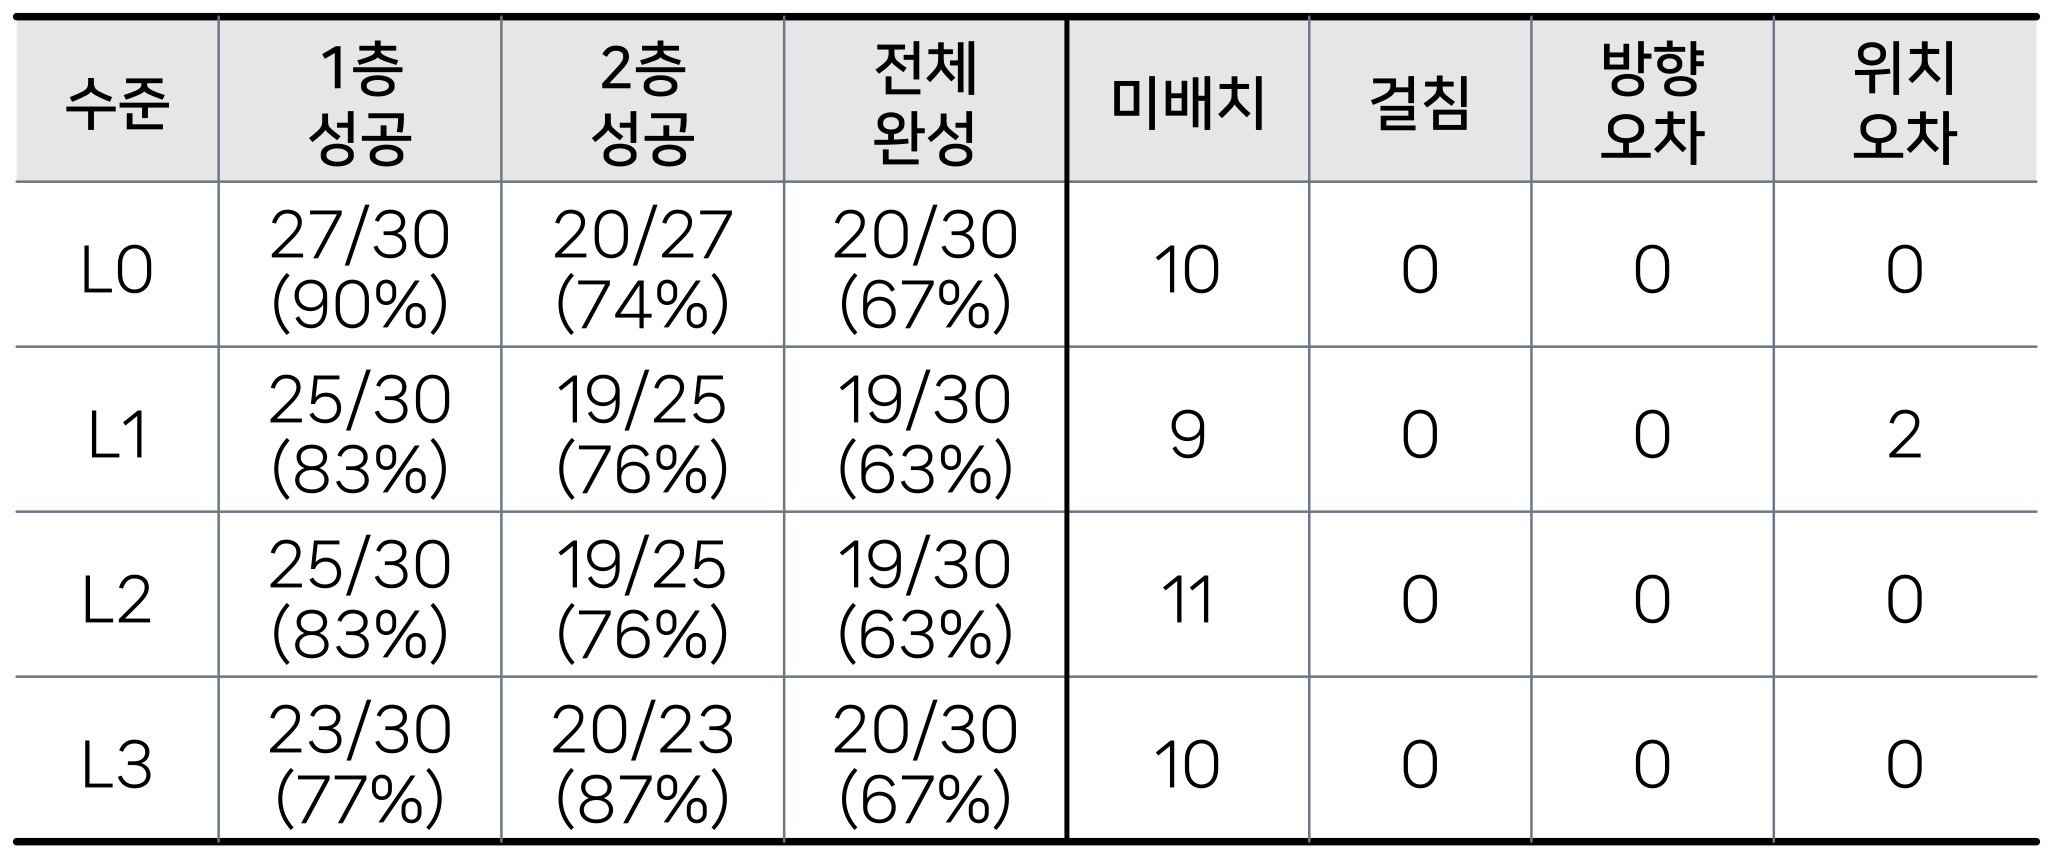 수준 1층 성공 2층 성공 전체 완성 미배치 걸침 방향 오차 위치 오차
L0 27/30 (90%) 20/27 (74%) 20/30 (67%) 10 0 0 0
L1 25/30 (83%) 19/25 (76%) 19/30 (63%) 9 0 0 2
L2 25/30 (83%) 19/25 (76%) 19/30 (63%) 11 0 0 0
L3 23/30 (77%) 20/23 (87%) 20/30 (67%) 10 0 0 0